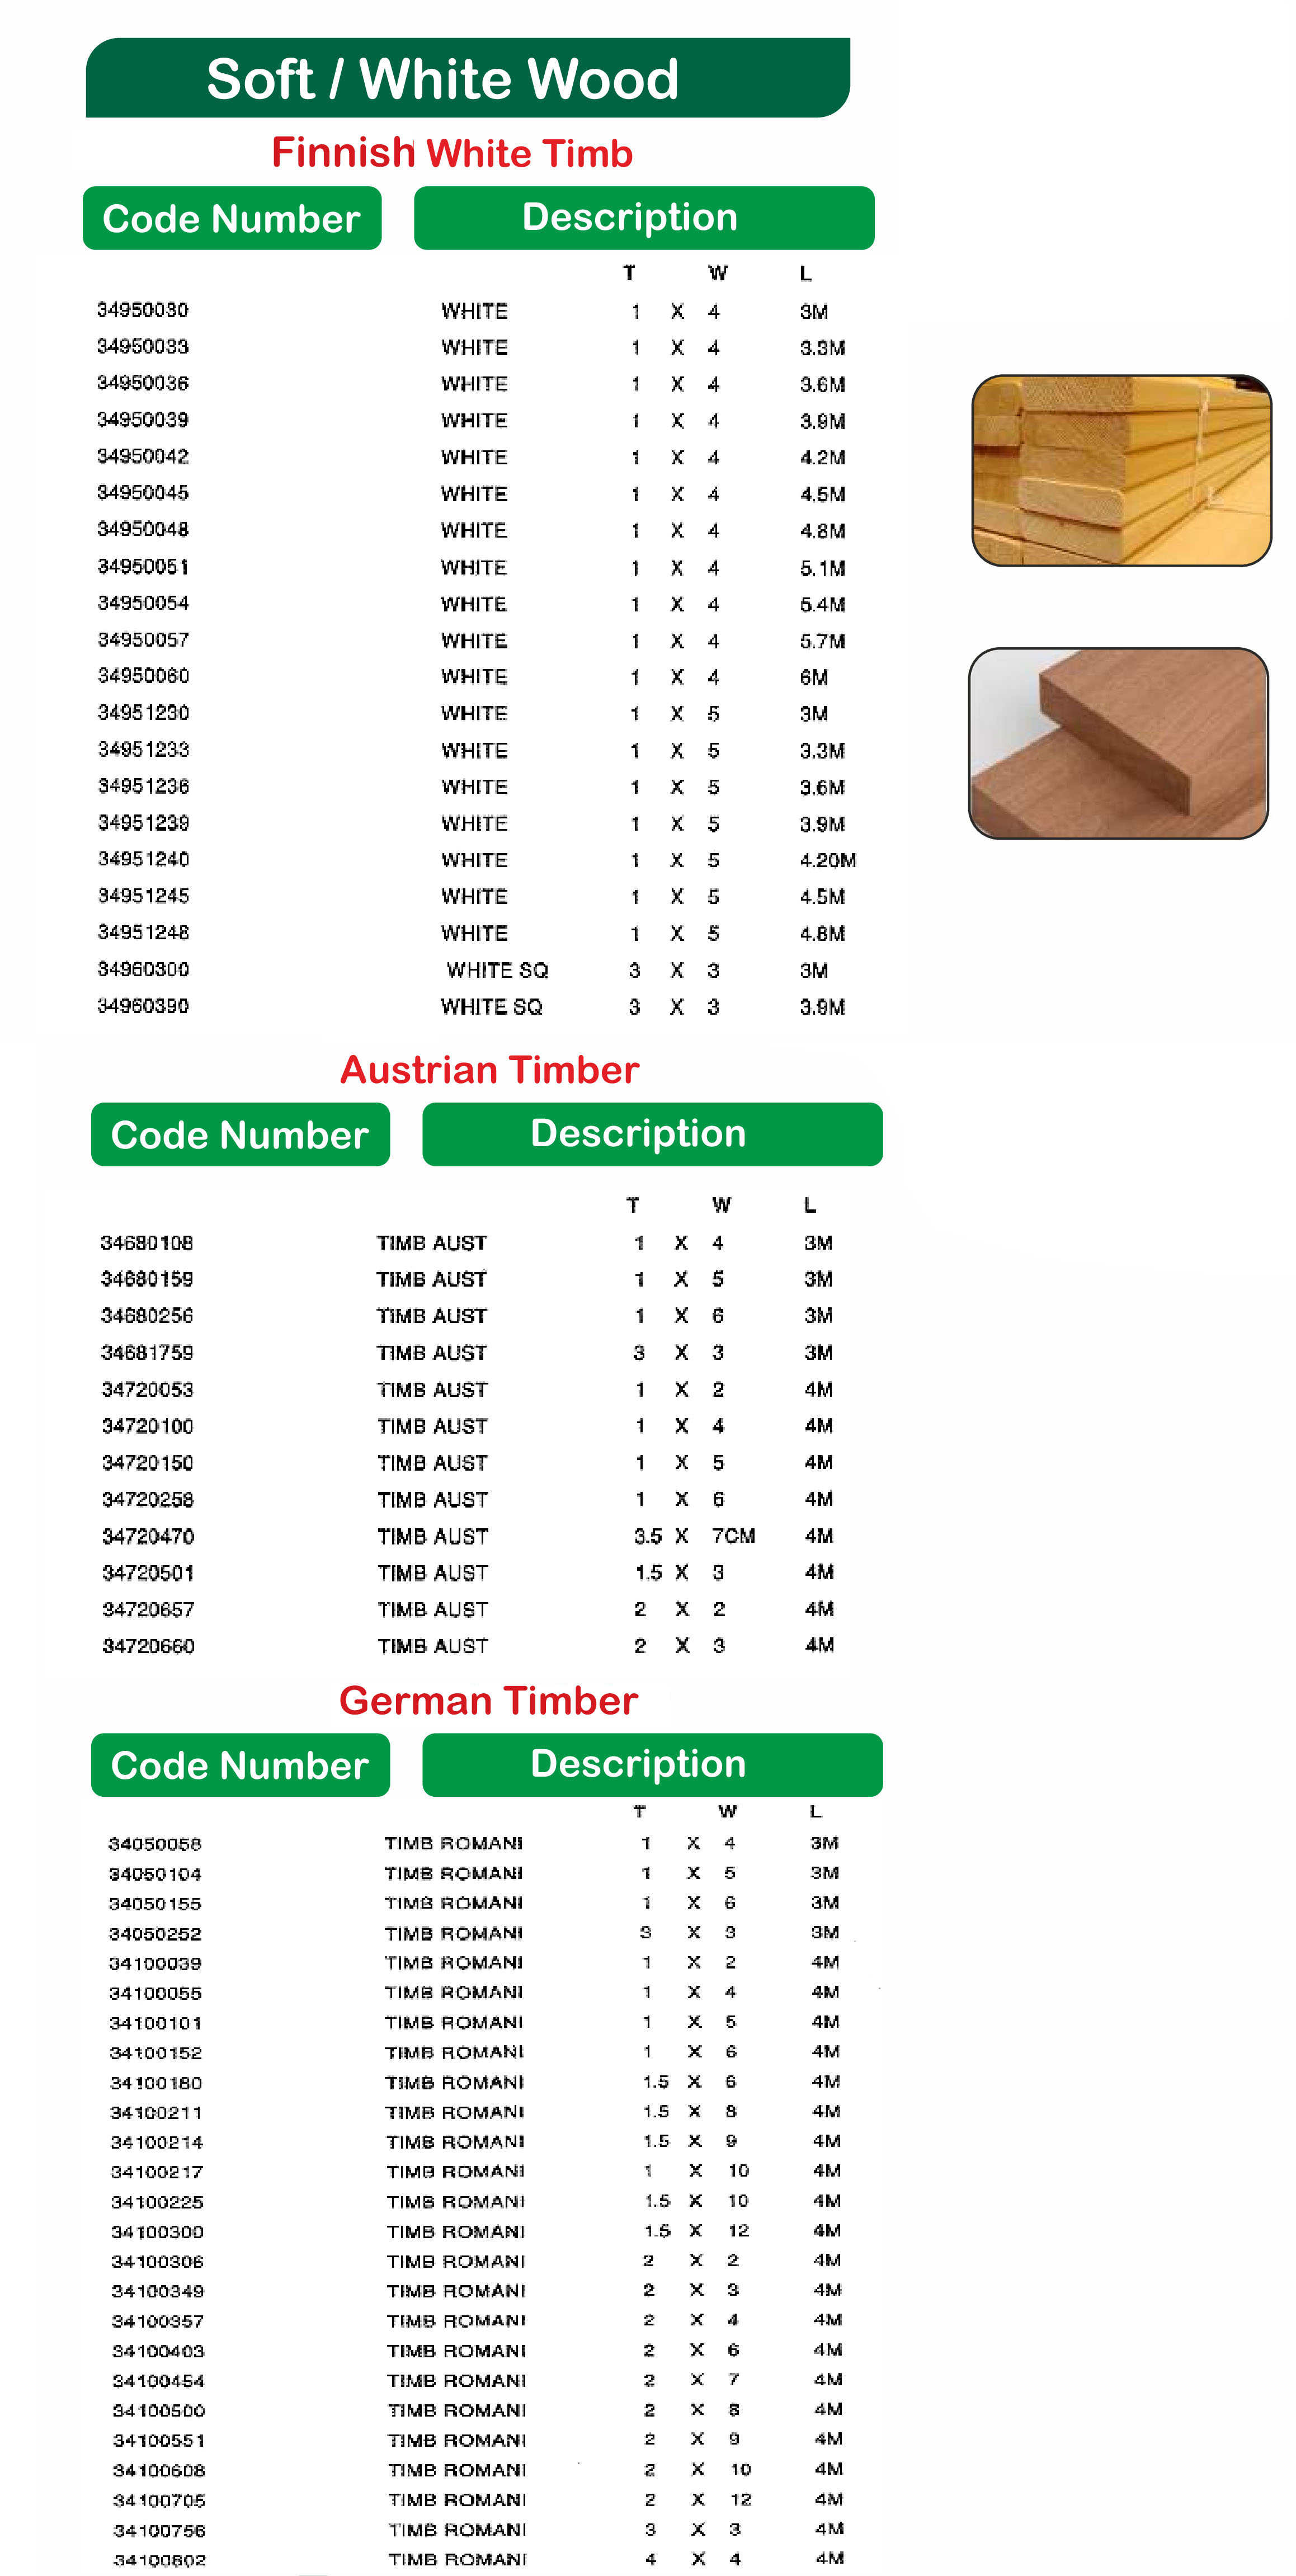 Soft / White Wood
Finnish White Timb
Code Number Description
T W L
34950030 WHITE 1 X 4 3M
34950033 WHITE 1 X 4 3.3M
34950036 WHITE 1 X 4 3.6M
34950039 WHITE 1 X 4 3.9M
34950042 WHITE 1 X 4 4.2M
34950045 WHITE 1 X 4 4.5M
34950048 WHITE 1 X 4 4.8M
34950051 WHITE 1 X 4 5.1M
34950054 WHITE 1 X 4 5.4M
34950057 WHITE 1 X 4 5.7M
34950060 WHITE 1 X 4 6M
34951230 WHITE 1 X 5 3M
34951233 WHITE 1 X 5 3.3M
34951236 WHITE 1 X 5 3.6M
34951239 WHITE 1 X 5 3.9M
34951240 WHITE 1 X 5 4.20M
34951245 WHITE 1 X 5 4.5M
34951248 WHITE 1 X 5 4.8M
34960300 WHITE SQ 3 X 3 3M
34960390 WHITE SQ 3 X 3 3.9M
Austrian Timber
Code Number Description
T W L
34680108 TIMB AUST 1 X 4 3M
34680159 TIMB AUST 1 X 5 3M
34680256 TIMB AUST 1 X 6 3M
34681759 TIMB AUST 3 X 3 3M
34720053 TIMB AUST 1 X 2 4M
34720100 TIMB AUST 1 X 4 4M
34720150 TIMB AUST 1 X 5 4M
34720258 TIMB AUST 1 X 6 4M
34720470 TIMB AUST 3.5 X 7CM 4M
34720501 TIMB AUST 1.5 X 3 4M
34720657 TIMB AUST 2 X 2 4M
34720660 TIMB AUST 2 X 3 4M
German Timber
Code Number Description
T W L
34050058 TIMB ROMANI 1 X 4 3M
34050104 TIMB ROMANI 1 X 5 3M
34050155 TIMB ROMANI 1 X 6 3M
34050252 TIMB ROMANI 3 X 3 3M
34100039 TIMB ROMANI 1 X 2 4M
34100055 TIMB ROMANI 1 X 4 4M
34100101 TIMB ROMANI 1 X 5 4M
34100152 TIMB ROMANI 1 X 6 4M
34100180 TIMB ROMANI 1.5 X 6 4M
34100211 TIMB ROMANI 1.5 X 8 4M
34100214 TIMB ROMANI 1.5 X 9 4M
34100217 TIMB ROMANI 1 X 10 4M
34100225 TIMB ROMANI 1.5 X 10 4M
34100300 TIMB ROMANI 1.5 X 12 4M
34100306 TIMB ROMANI 2 X 2 4M
34100349 TIMB ROMANI 2 X 3 4M
34100357 TIMB ROMANI 2 X 4 4M
34100403 TIMB ROMANI 2 X 6 4M
34100454 TIMB ROMANI 2 X 7 4M
34100500 TIMB ROMANI 2 X 8 4M
34100551 TIMB ROMANI 2 X 9 4M
34100608 TIMB ROMANI 2 X 10 4M
34100705 TIMB ROMANI 2 X 12 4M
34100756 TIMB ROMANI 3 X 3 4M
34100802 TIMB ROMANI 4 X 4 4M